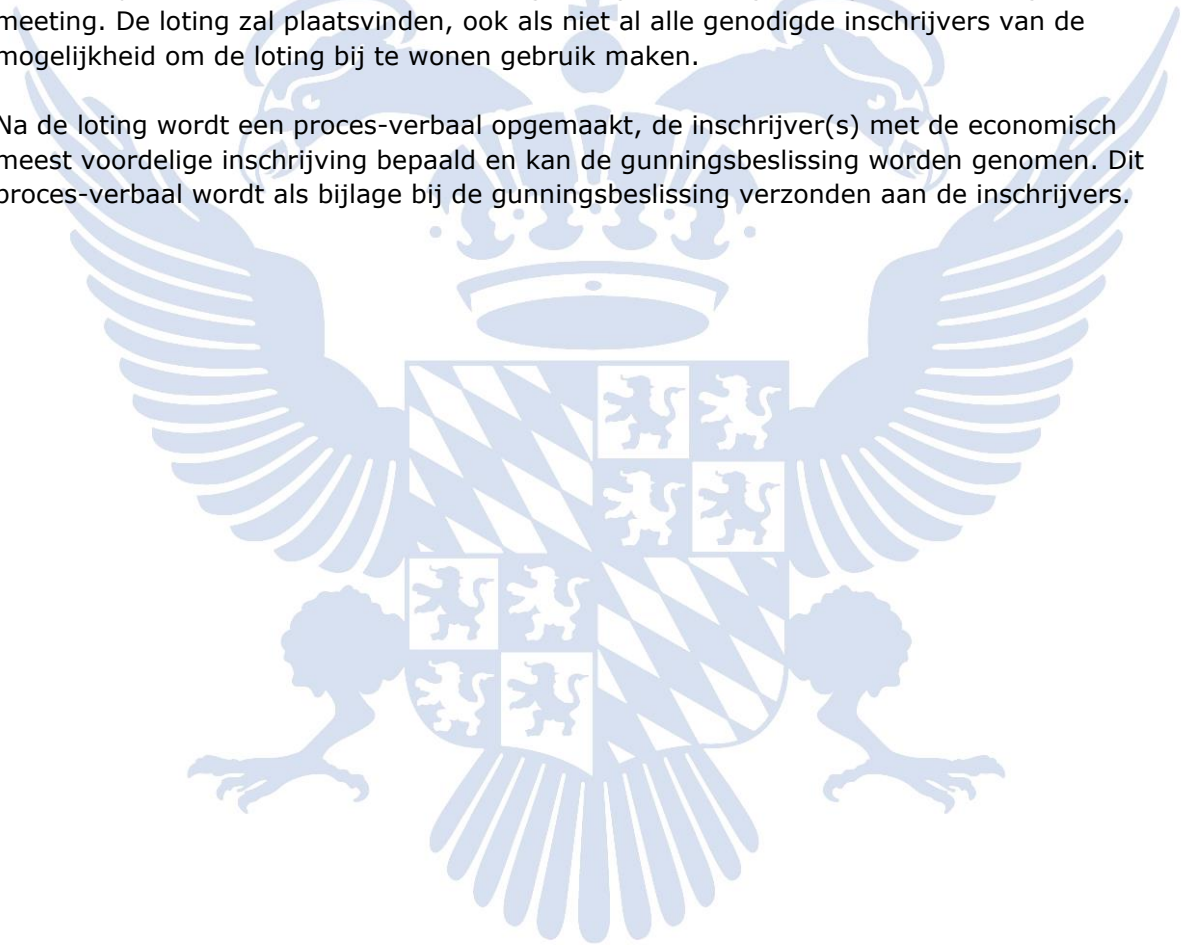 meeting. De loting zal plaatsvinden, ook als niet al alle genodigde inschrijvers van de
mogelijkheid om de loting bij te wonen gebruik maken.
Na de loting wordt een proces-verbaal opgemaakt, de inschrijver(s) met de economisch
meest voordelige inschrijving bepaald en kan de gunningsbeslissing worden genomen. Dit
proces-verbaal wordt als bijlage bij de gunningsbeslissing verzonden aan de inschrijvers.